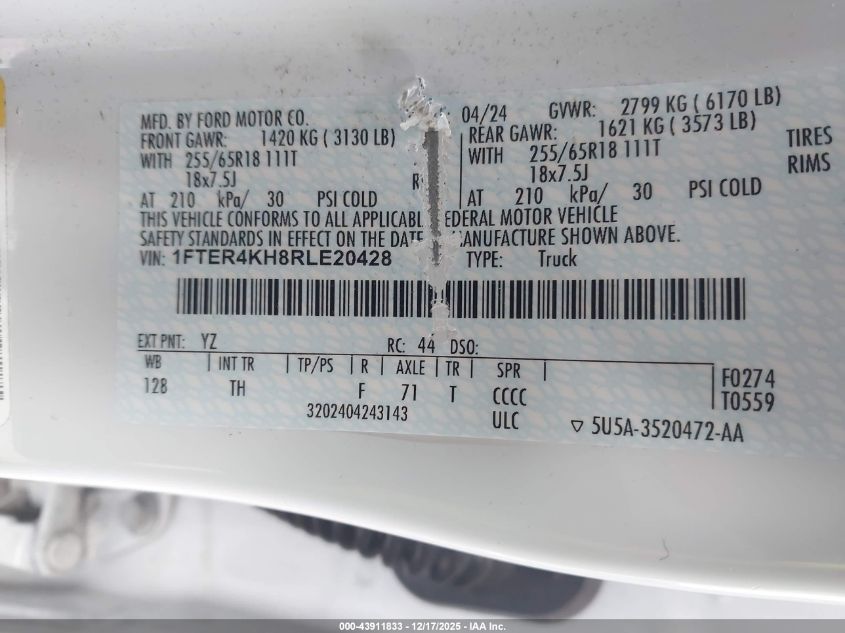 MFD. BY FORD MOTOR CO. 04/24 GVWR: 2799 KG ( 6170 LB)
FRONT GAWR: 1420 KG ( 3130 LB) REAR GAWR: 1621 KG ( 3573 LB)
WITH 255/65R18 111T WITH 255/65R18 111T TIRES
18x7.5J R 18x7.5J RIMS
AT 210 kPa/ 30 PSI COLD AT 210 kPa/ 30 PSI COLD
THIS VEHICLE CONFORMS TO ALL APPLICABL EDERAL MOTOR VEHICLE
SAFETY STANDARDS IN EFFECT ON THE DATE ANUFACTURE SHOWN ABOVE.
VIN: 1FTER4KH8RLE20428 TYPE: Truck
EXT PNT: YZ RC: 44 DSO:
WB INT TR TP/PS R AXLE TR SPR
128 TH F 71 T CCCC
F0274
T0559
3202404243143 ULC ▽ 5U5A-3520472-AA
000-43911833 - 12/17/2025 - IAA Inc.